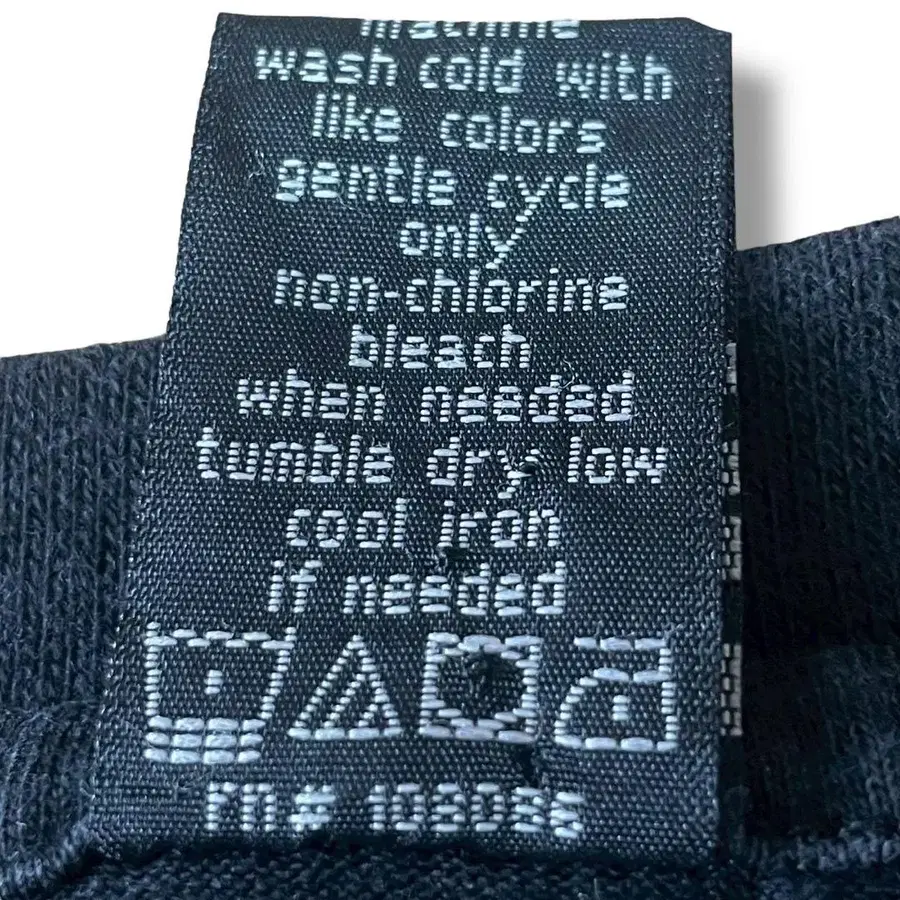 machine
wash cold with
like colors
gentle cycle
only
non-chlorine
bleach
when needed
tumble dry low
cool iron
if needed
rn #